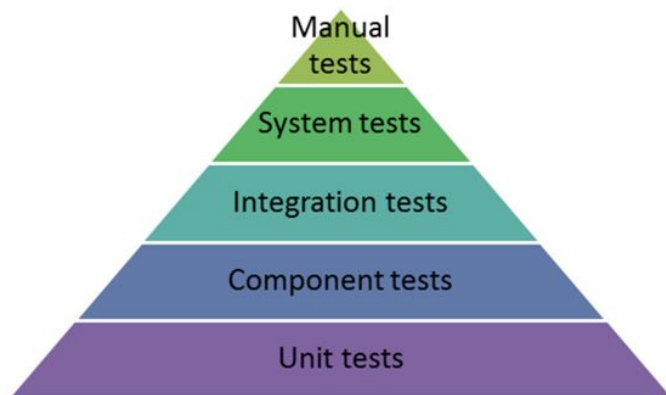 Manual
tests
System tests
Integration tests
Component tests
Unit tests